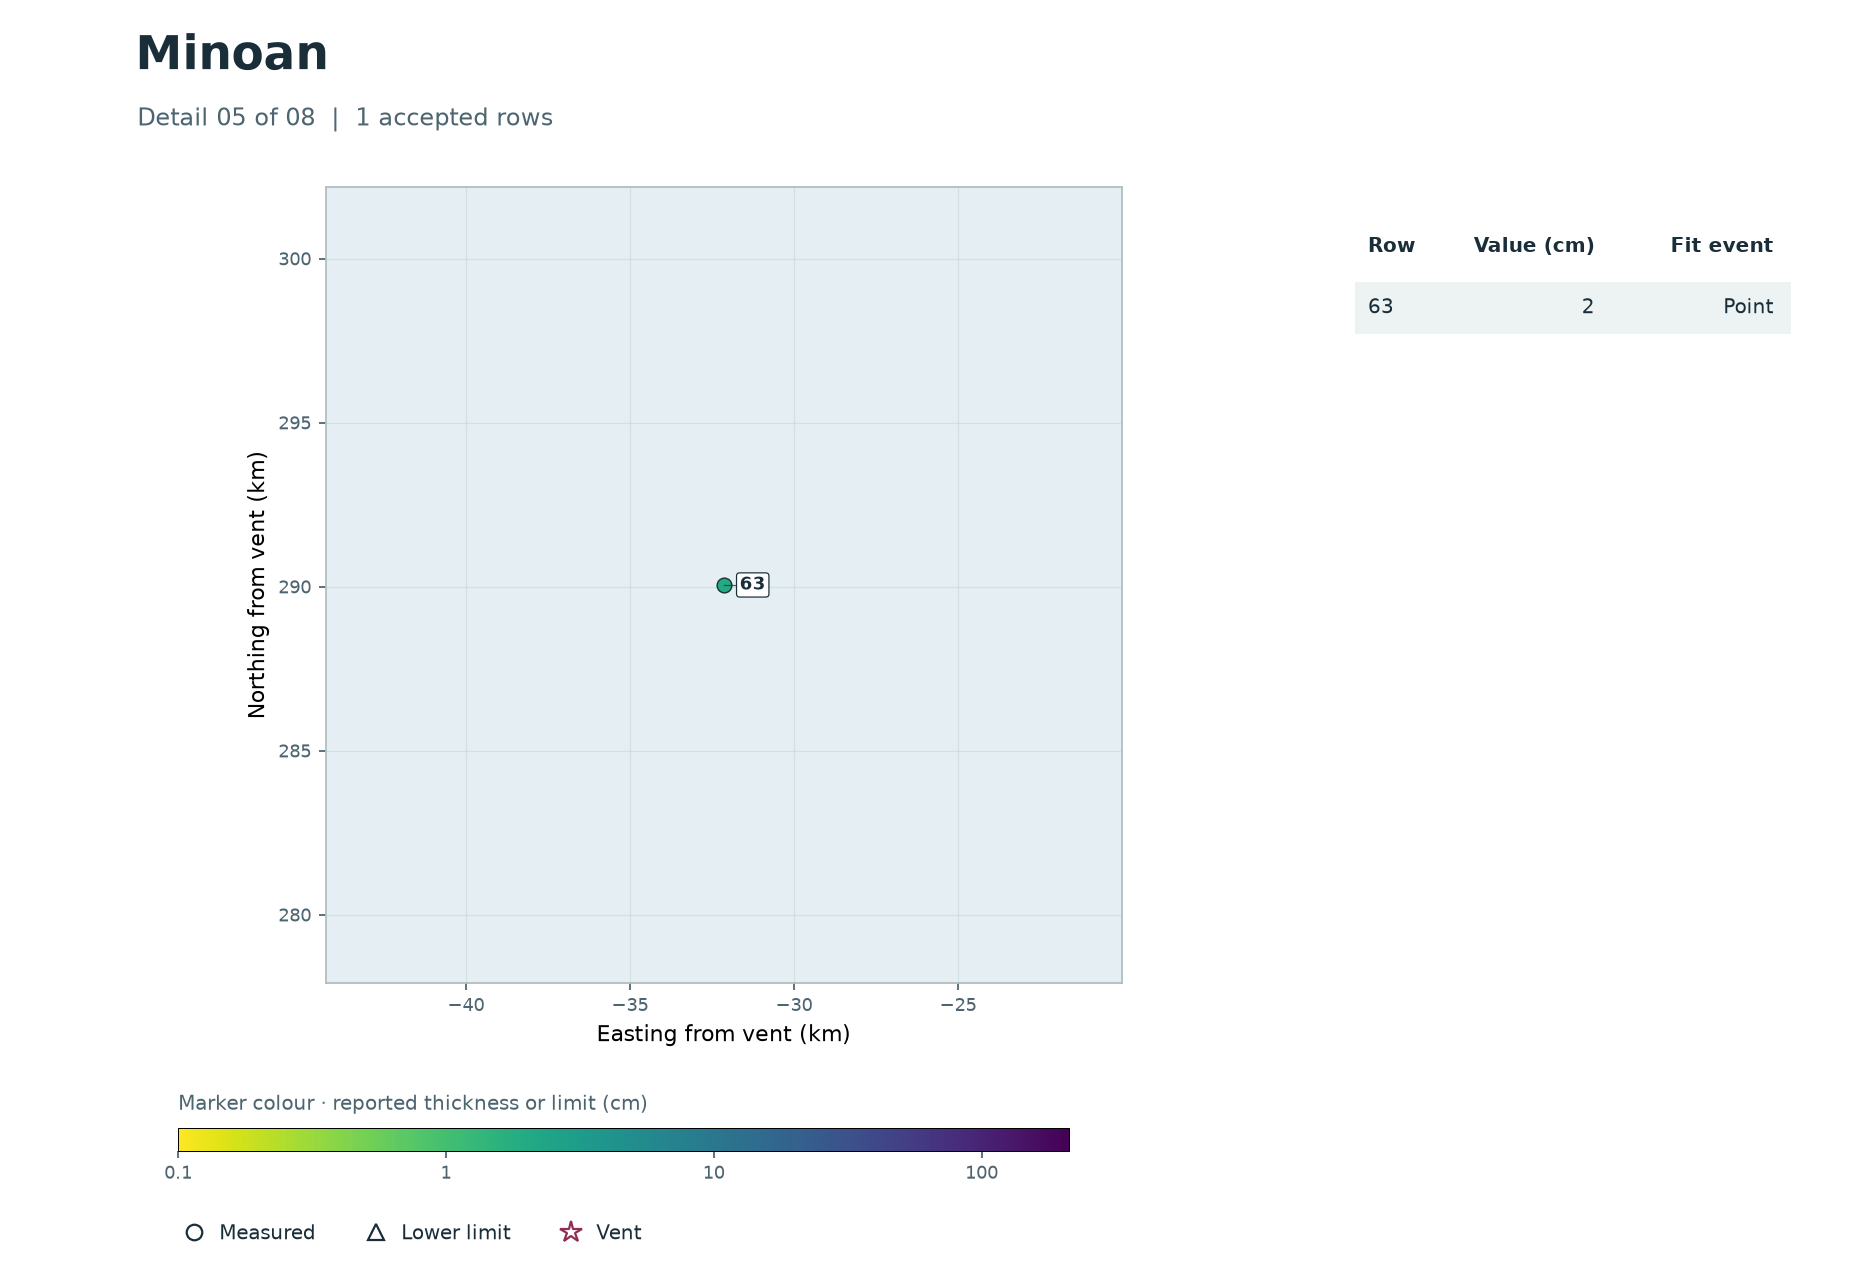 Minoan
Detail 05 of 08 | 1 accepted rows
Row Value (cm) Fit event
63 2 Point
300
295
290
285
280
Northing from vent (km)
63
−40 −35 −30 −25
Easting from vent (km)
Marker colour · reported thickness or limit (cm)
0.1 1 10 100
Measured Lower limit Vent